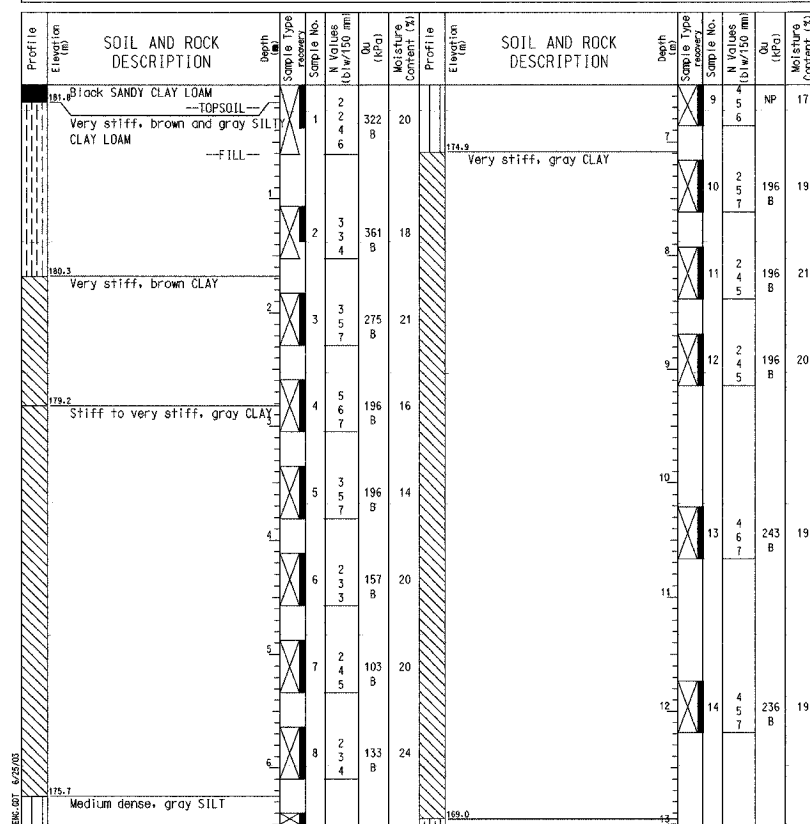 Profile
Elevation (m)
SOIL AND ROCK DESCRIPTION
Depth (m)
Sample Type
recovery
Sample No.
N Values (blw/150 mm)
Qu (kPa)
Moisture Content (%)
181.8 Black SANDY CLAY LOAM
--TOPSOIL--
Very stiff, brown and gray SILTY
CLAY LOAM
--FILL--
1 2 2 4 6 322 B 20
1
2 3 3 4 361 B 18
180.3
Very stiff, brown CLAY
2
3 3 5 7 275 B 21
179.2
Stiff to very stiff, gray CLAY
3
4 5 6 7 196 B 16
5 3 5 7 196 B 14
4
6 2 3 3 157 B 20
5
7 2 4 5 103 B 20
6
8 2 3 4 133 B 24
175.7
Medium dense, gray SILT
ENG.GDT 6/25/03
Profile
Elevation (m)
SOIL AND ROCK DESCRIPTION
Depth (m)
Sample Type
recovery
Sample No.
N Values (blw/150 mm)
Qu (kPa)
Moisture Content (%)
9 4 5 6 NP 17
7
174.9
Very stiff, gray CLAY
10 2 5 7 196 B 19
8
11 2 4 5 196 B 21
9
12 2 4 5 196 B 20
10
13 4 6 7 243 B 19
11
12
14 4 5 7 236 B 19
169.0
13